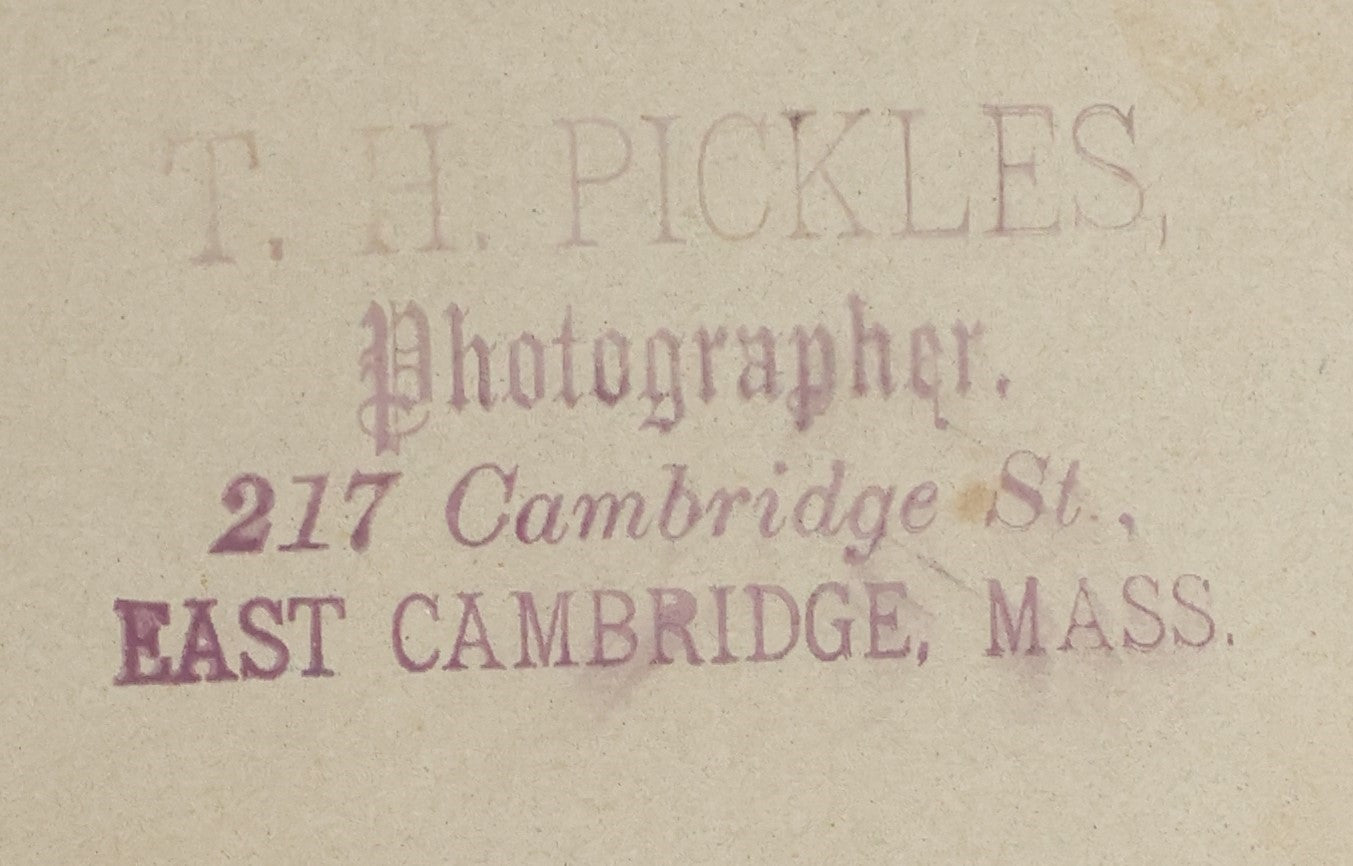 T. H. PICKLES,
Photographer.
217 Cambridge St.,
EAST CAMBRIDGE, MASS.